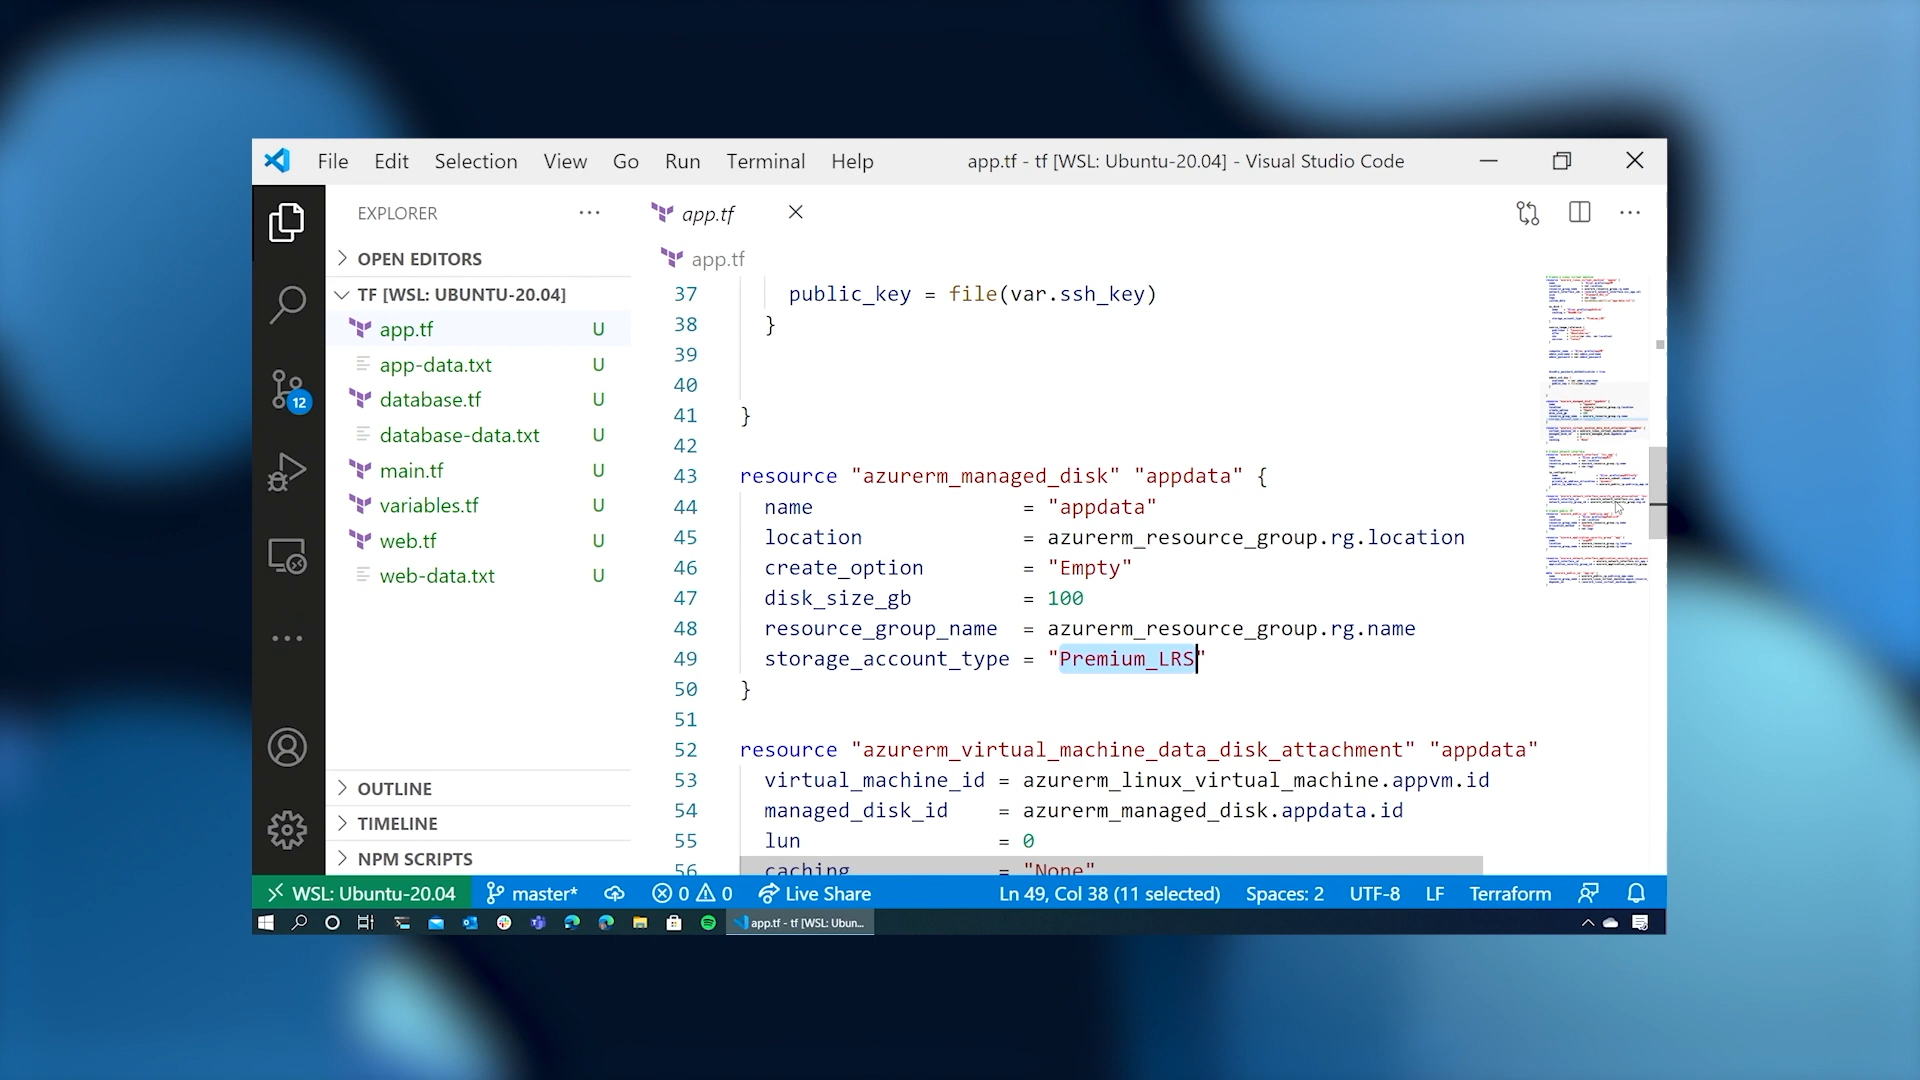 File Edit Selection View Go Run Terminal Help app.tf - tf [WSL: Ubuntu-20.04] - Visual Studio Code
EXPLORER
app.tf
OPEN EDITORS
app.tf
TF [WSL: UBUNTU-20.04]
app.tf U
app-data.txt U
database.tf U
database-data.txt U
main.tf U
variables.tf U
web.tf U
web-data.txt U
12
OUTLINE
TIMELINE
NPM SCRIPTS
37 public_key = file(var.ssh_key)
38 }
39
40
41 }
42
43 resource "azurerm_managed_disk" "appdata" {
44 name = "appdata"
45 location = azurerm_resource_group.rg.location
46 create_option = "Empty"
47 disk_size_gb = 100
48 resource_group_name = azurerm_resource_group.rg.name
49 storage_account_type = "Premium_LRS"
50 }
51
52 resource "azurerm_virtual_machine_data_disk_attachment" "appdata"
53 virtual_machine_id = azurerm_linux_virtual_machine.appvm.id
54 managed_disk_id = azurerm_managed_disk.appdata.id
55 lun = 0
56 caching = "None"
WSL: Ubuntu-20.04 master* 0 0 Live Share Ln 49, Col 38 (11 selected) Spaces: 2 UTF-8 LF Terraform
app.tf - tf [WSL: Ubun...